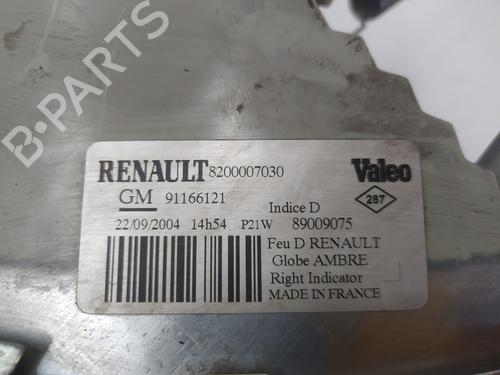 B-PARTS
RENAULT 8200007030 Valeo
GM 91166121 Indice D 287
22/09/2004 14h54 P21W 89009075
Feu D RENAULT
Globe AMBRE
Right Indicator
MADE IN FRANCE